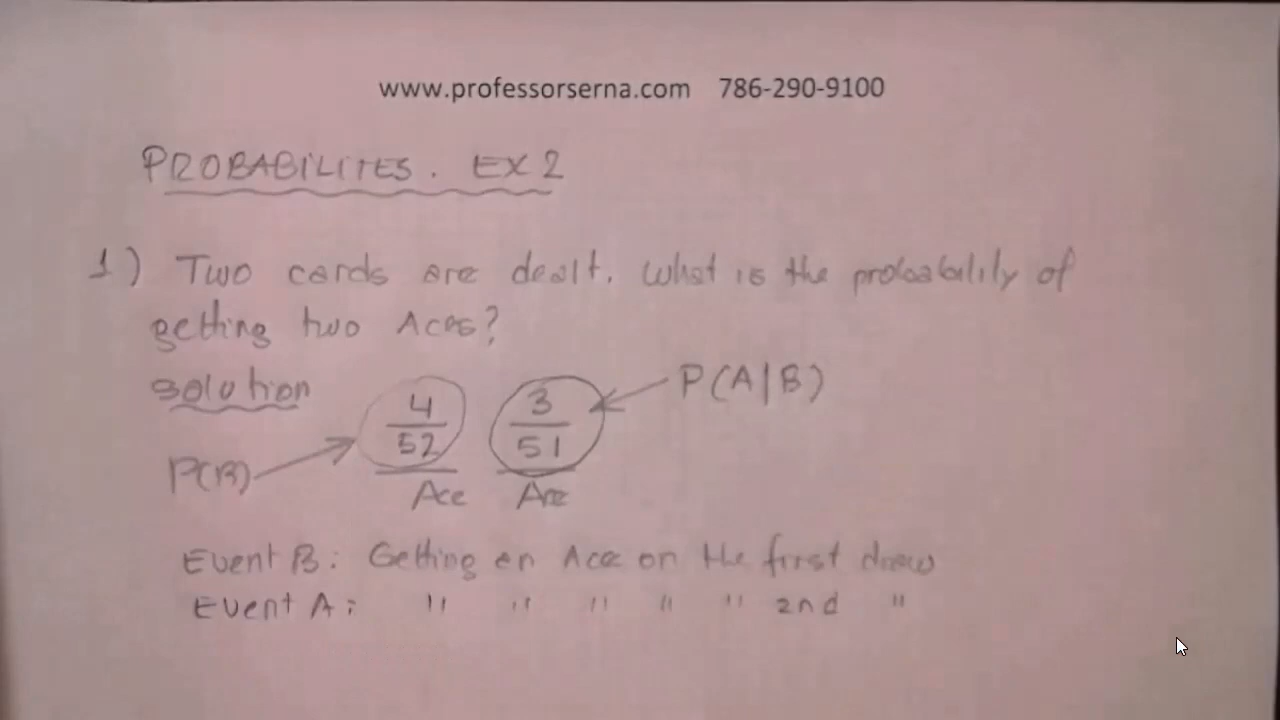 www.professorserna.com 786-290-9100
PROBABILITES. EX 2
1) Two cards are dealt. What is the probability of
getting two Aces?
Solution
4/52 3/51 P(A|B)
P(B)
Ace Ace
Event B: Getting an Ace on the first draw
Event A: " " " " " 2nd "